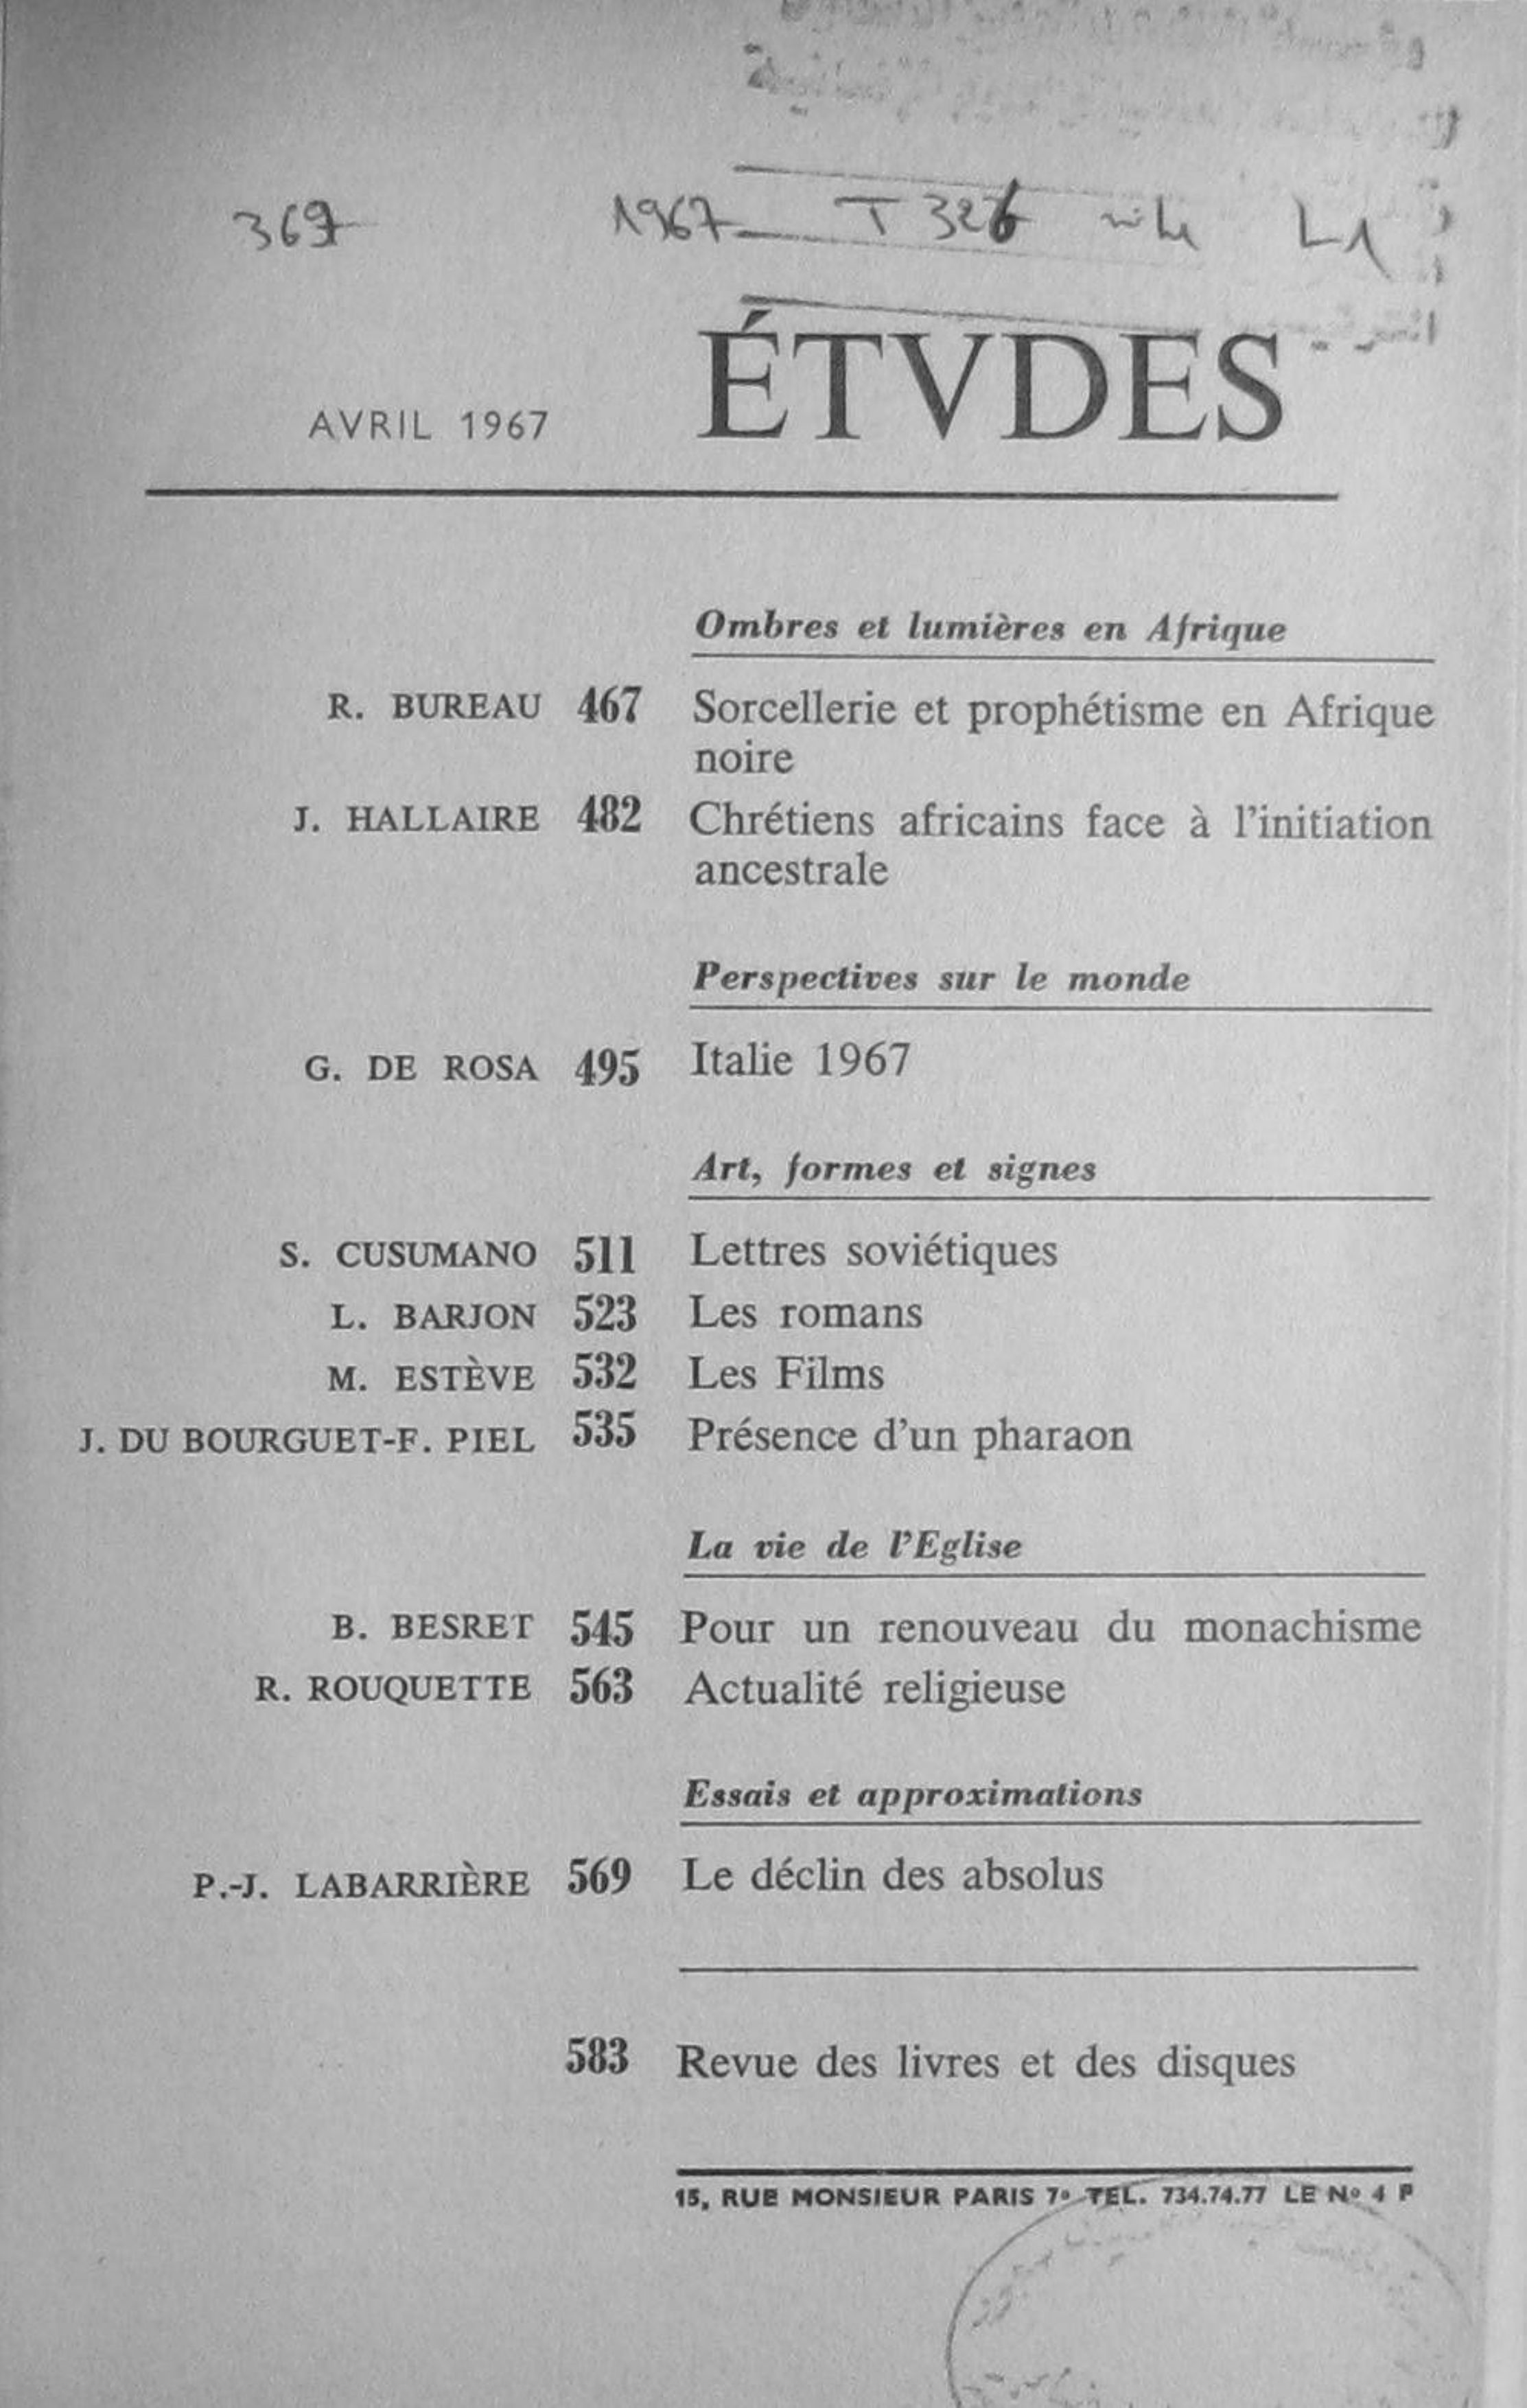 369
1967 T 326 L1
AVRIL 1967 ÉTVDES
Ombres et lumières en Afrique
R. BUREAU 467 Sorcellerie et prophétisme en Afrique
noire
J. HALLAIRE 482 Chrétiens africains face à l'initiation
ancestrale
Perspectives sur le monde
G. DE ROSA 495 Italie 1967
Art, formes et signes
S. CUSUMANO 511 Lettres soviétiques
L. BARJON 523 Les romans
M. ESTÈVE 532 Les Films
J. DU BOURGUET-F. PIEL 535 Présence d'un pharaon
La vie de l'Eglise
B. BESRET 545 Pour un renouveau du monachisme
R. ROUQUETTE 563 Actualité religieuse
Essais et approximations
P.-J. LABARRIÈRE 569 Le déclin des absolus
583 Revue des livres et des disques
15, RUE MONSIEUR PARIS 7e TEL. 734.74.77 LE No 4 F